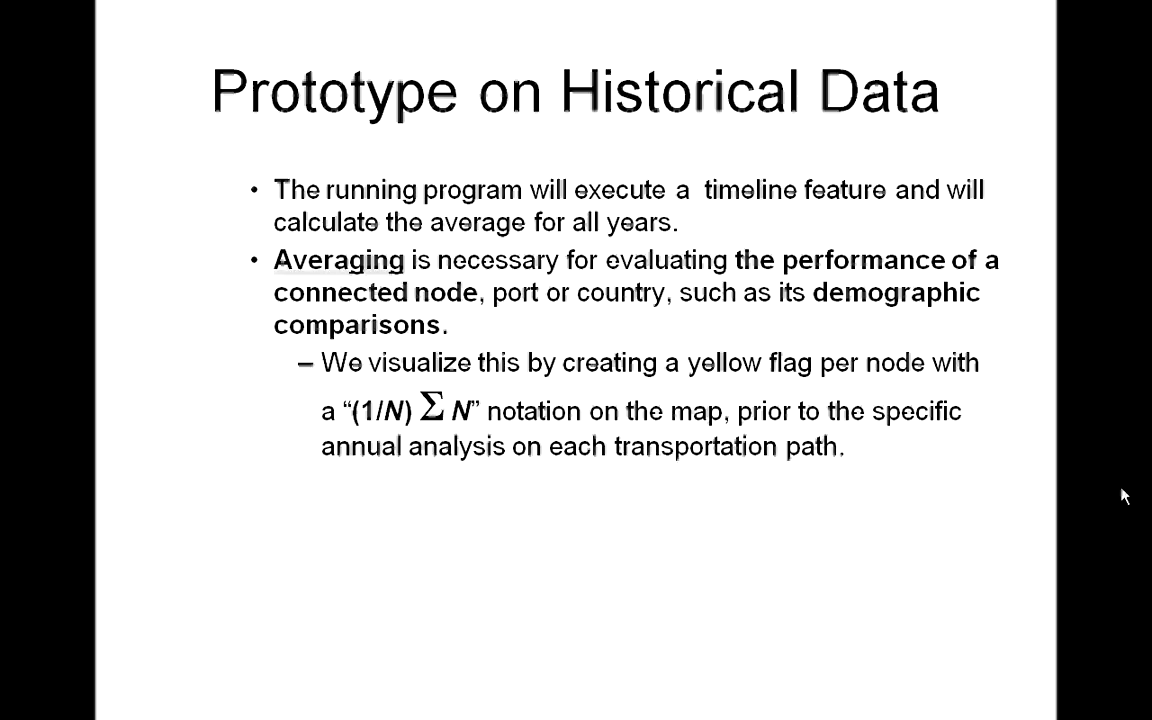 Prototype on Historical Data
• The running program will execute a timeline feature and will
calculate the average for all years.
• Averaging is necessary for evaluating the performance of a
connected node, port or country, such as its demographic
comparisons.
– We visualize this by creating a yellow flag per node with
a “(1/N) Σ N” notation on the map, prior to the specific
annual analysis on each transportation path.